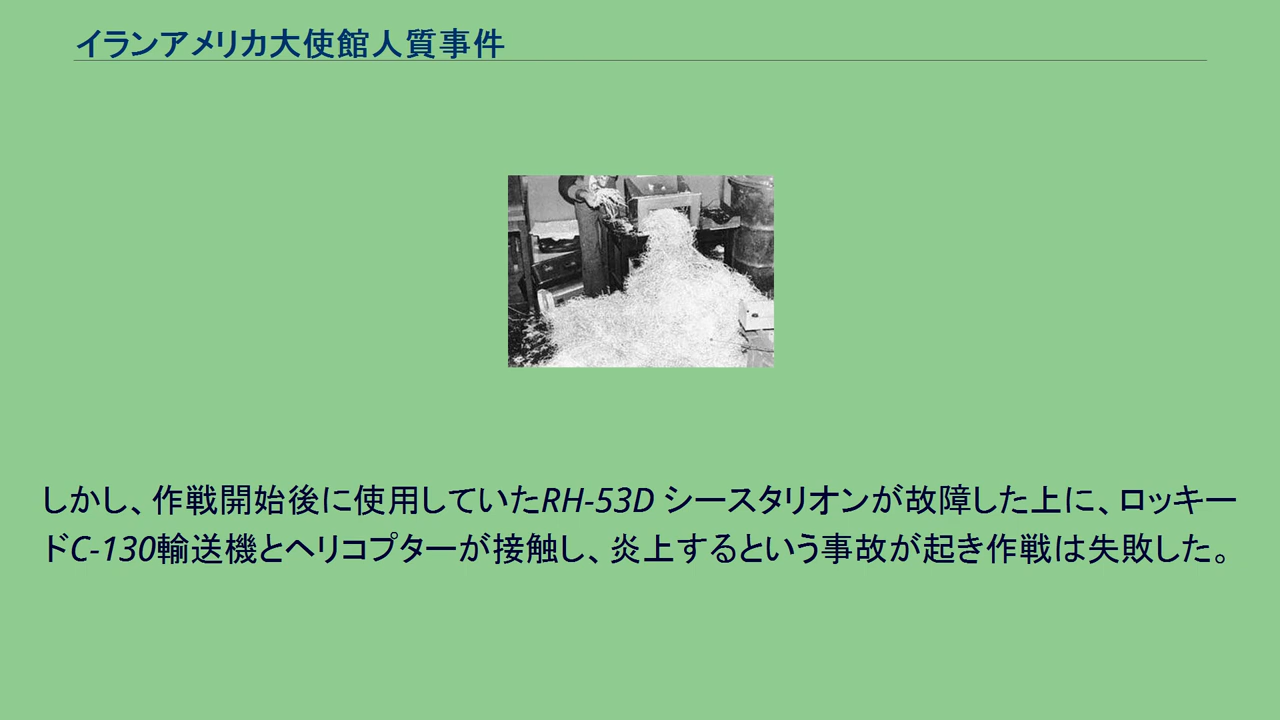 イランアメリカ大使館人質事件
しかし、作戦開始後に使用していたRH-53D シースタリオンが故障した上に、ロッキー
ドC-130輸送機とヘリコプターが接触し、炎上するという事故が起き作戦は失敗した。